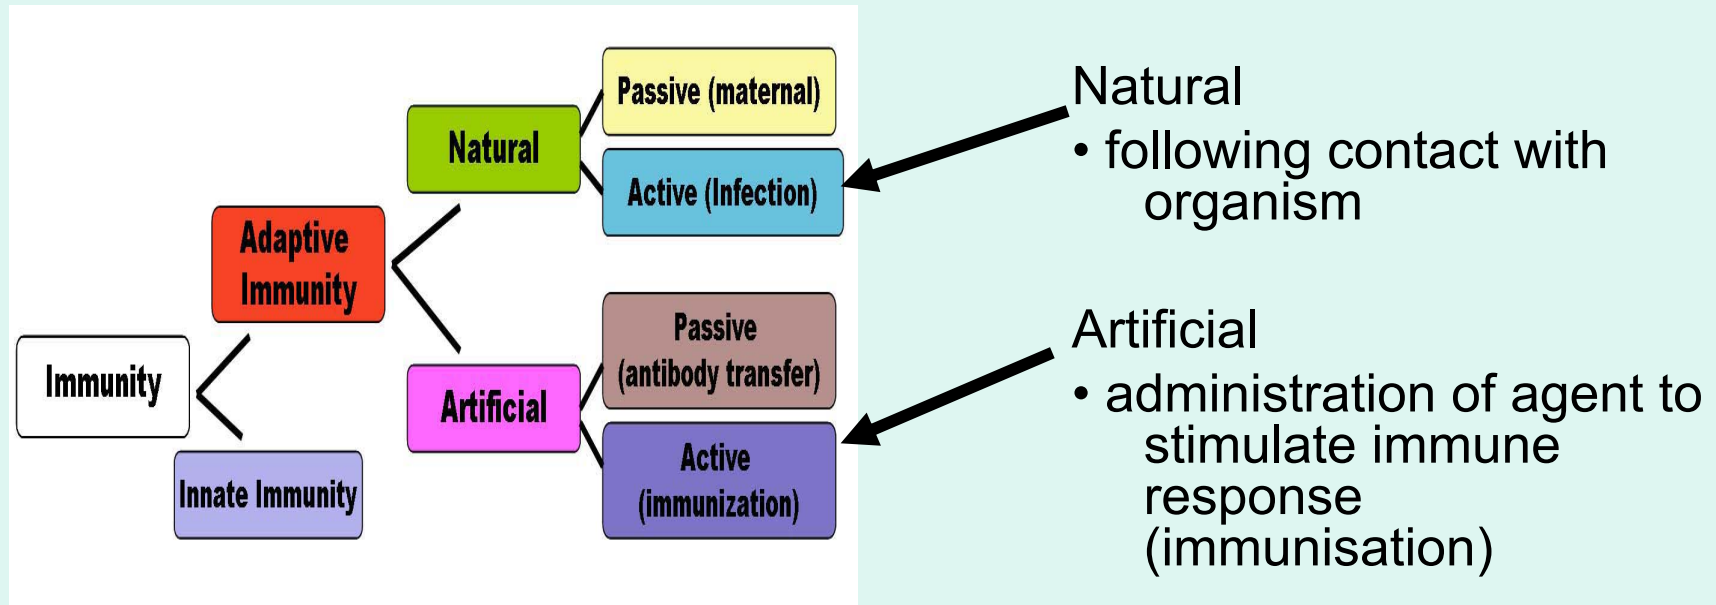 Passive (maternal)
Natural
Active (Infection)
Adaptive
Immunity
Passive
(antibody transfer)
Immunity
Artificial
Active
(immunization)
Innate Immunity
Natural
• following contact with
organism
Artificial
• administration of agent to
stimulate immune
response
(immunisation)